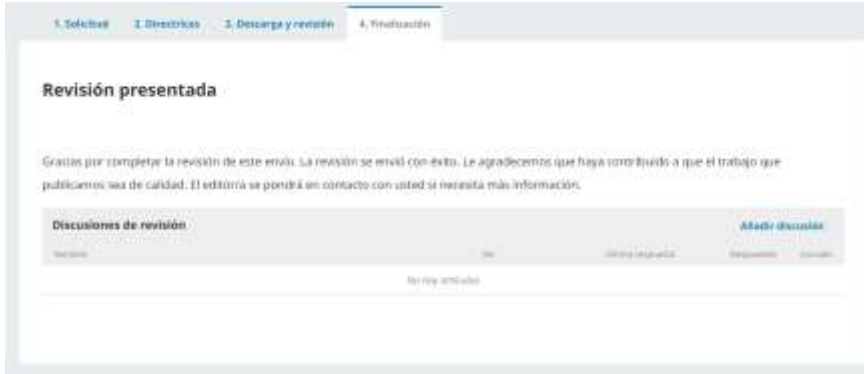 1. Solicitud 2. Directrices 3. Descarga y revisión 4. Finalización
Revisión presentada
Gracias por completar la revisión de este envío. La revisión se envió con éxito. Le agradecemos que haya contribuido a que el trabajo que
publicamos sea de calidad. El editor/a se pondrá en contacto con usted si necesita más información.
Discusiones de revisión Añadir discusión
Nombre De Última respuesta Respuestas Cerrado
No hay artículos